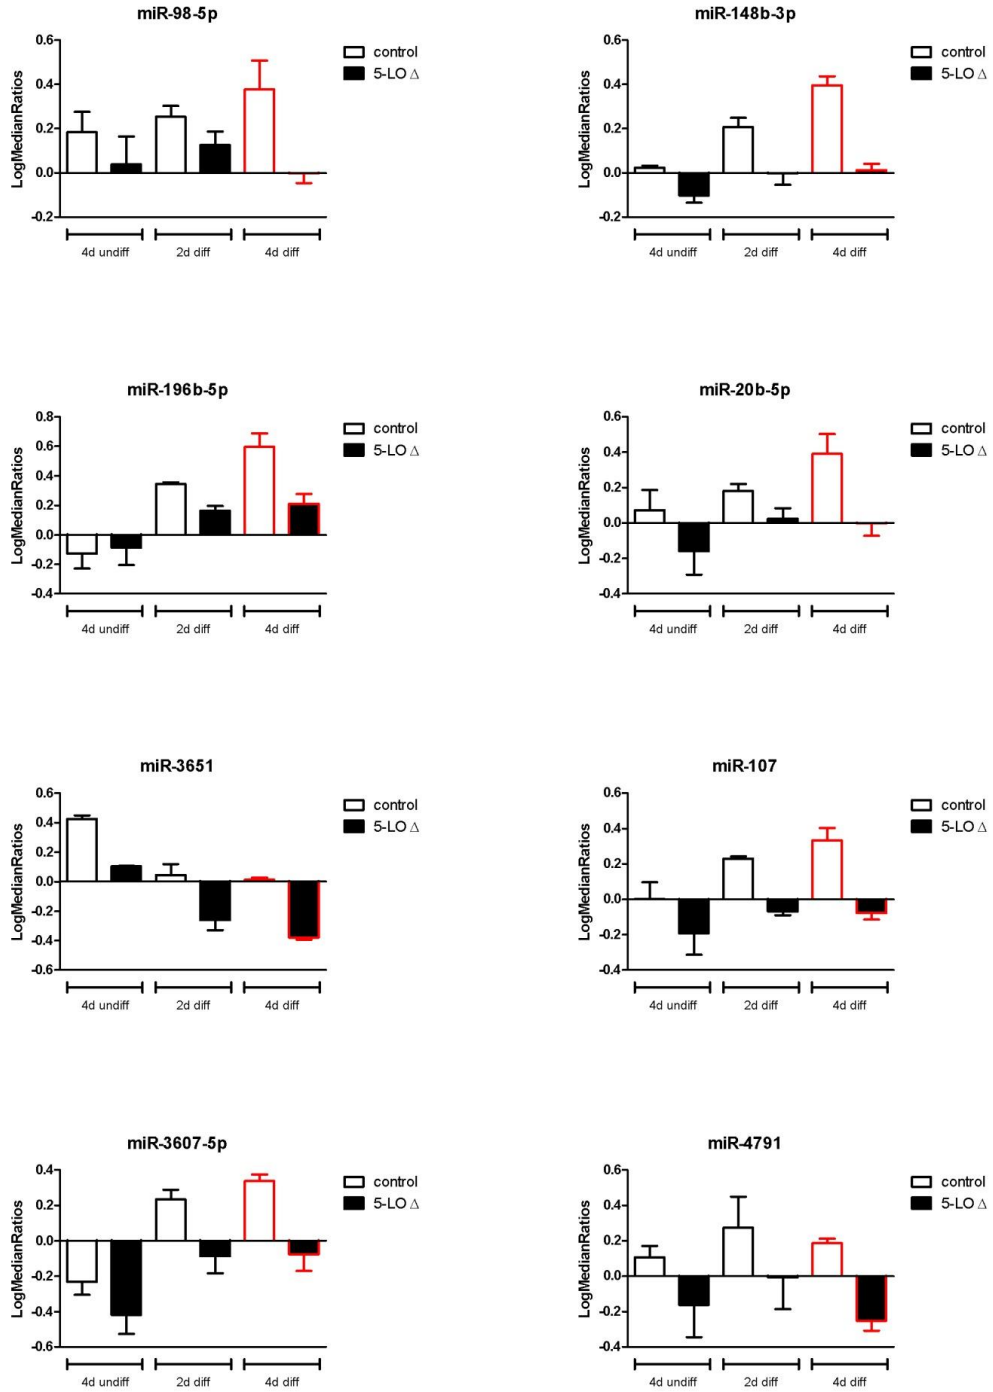 miR-98-5p
LogMedianRatios
0.6
0.4
0.2
0.0
-0.2
4d undiff 2d diff 4d diff
control
5-LO Δ
miR-148b-3p
LogMedianRatios
0.6
0.4
0.2
0.0
-0.2
4d undiff 2d diff 4d diff
control
5-LO Δ
miR-196b-5p
LogMedianRatios
0.8
0.6
0.4
0.2
0.0
-0.2
-0.4
4d undiff 2d diff 4d diff
control
5-LO Δ
miR-20b-5p
LogMedianRatios
0.6
0.4
0.2
0.0
-0.2
-0.4
4d undiff 2d diff 4d diff
control
5-LO Δ
miR-3651
LogMedianRatios
0.6
0.4
0.2
0.0
-0.2
-0.4
-0.6
4d undiff 2d diff 4d diff
control
5-LO Δ
miR-107
LogMedianRatios
0.6
0.4
0.2
0.0
-0.2
-0.4
4d undiff 2d diff 4d diff
control
5-LO Δ
miR-3607-5p
LogMedianRatios
0.4
0.2
0.0
-0.2
-0.4
-0.6
4d undiff 2d diff 4d diff
control
5-LO Δ
miR-4791
LogMedianRatios
0.6
0.4
0.2
0.0
-0.2
-0.4
4d undiff 2d diff 4d diff
control
5-LO Δ